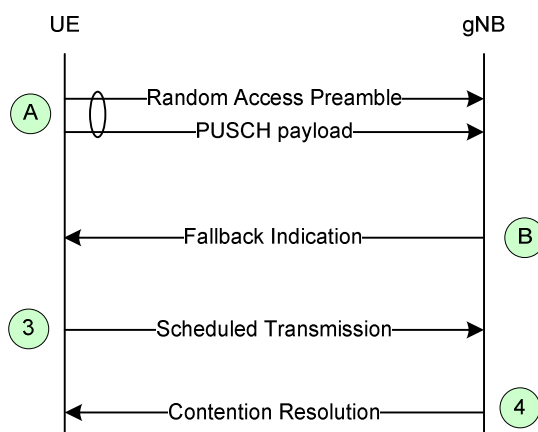 UE
gNB
A
Random Access Preamble
PUSCH payload
Fallback Indication
B
3
Scheduled Transmission
Contention Resolution
4